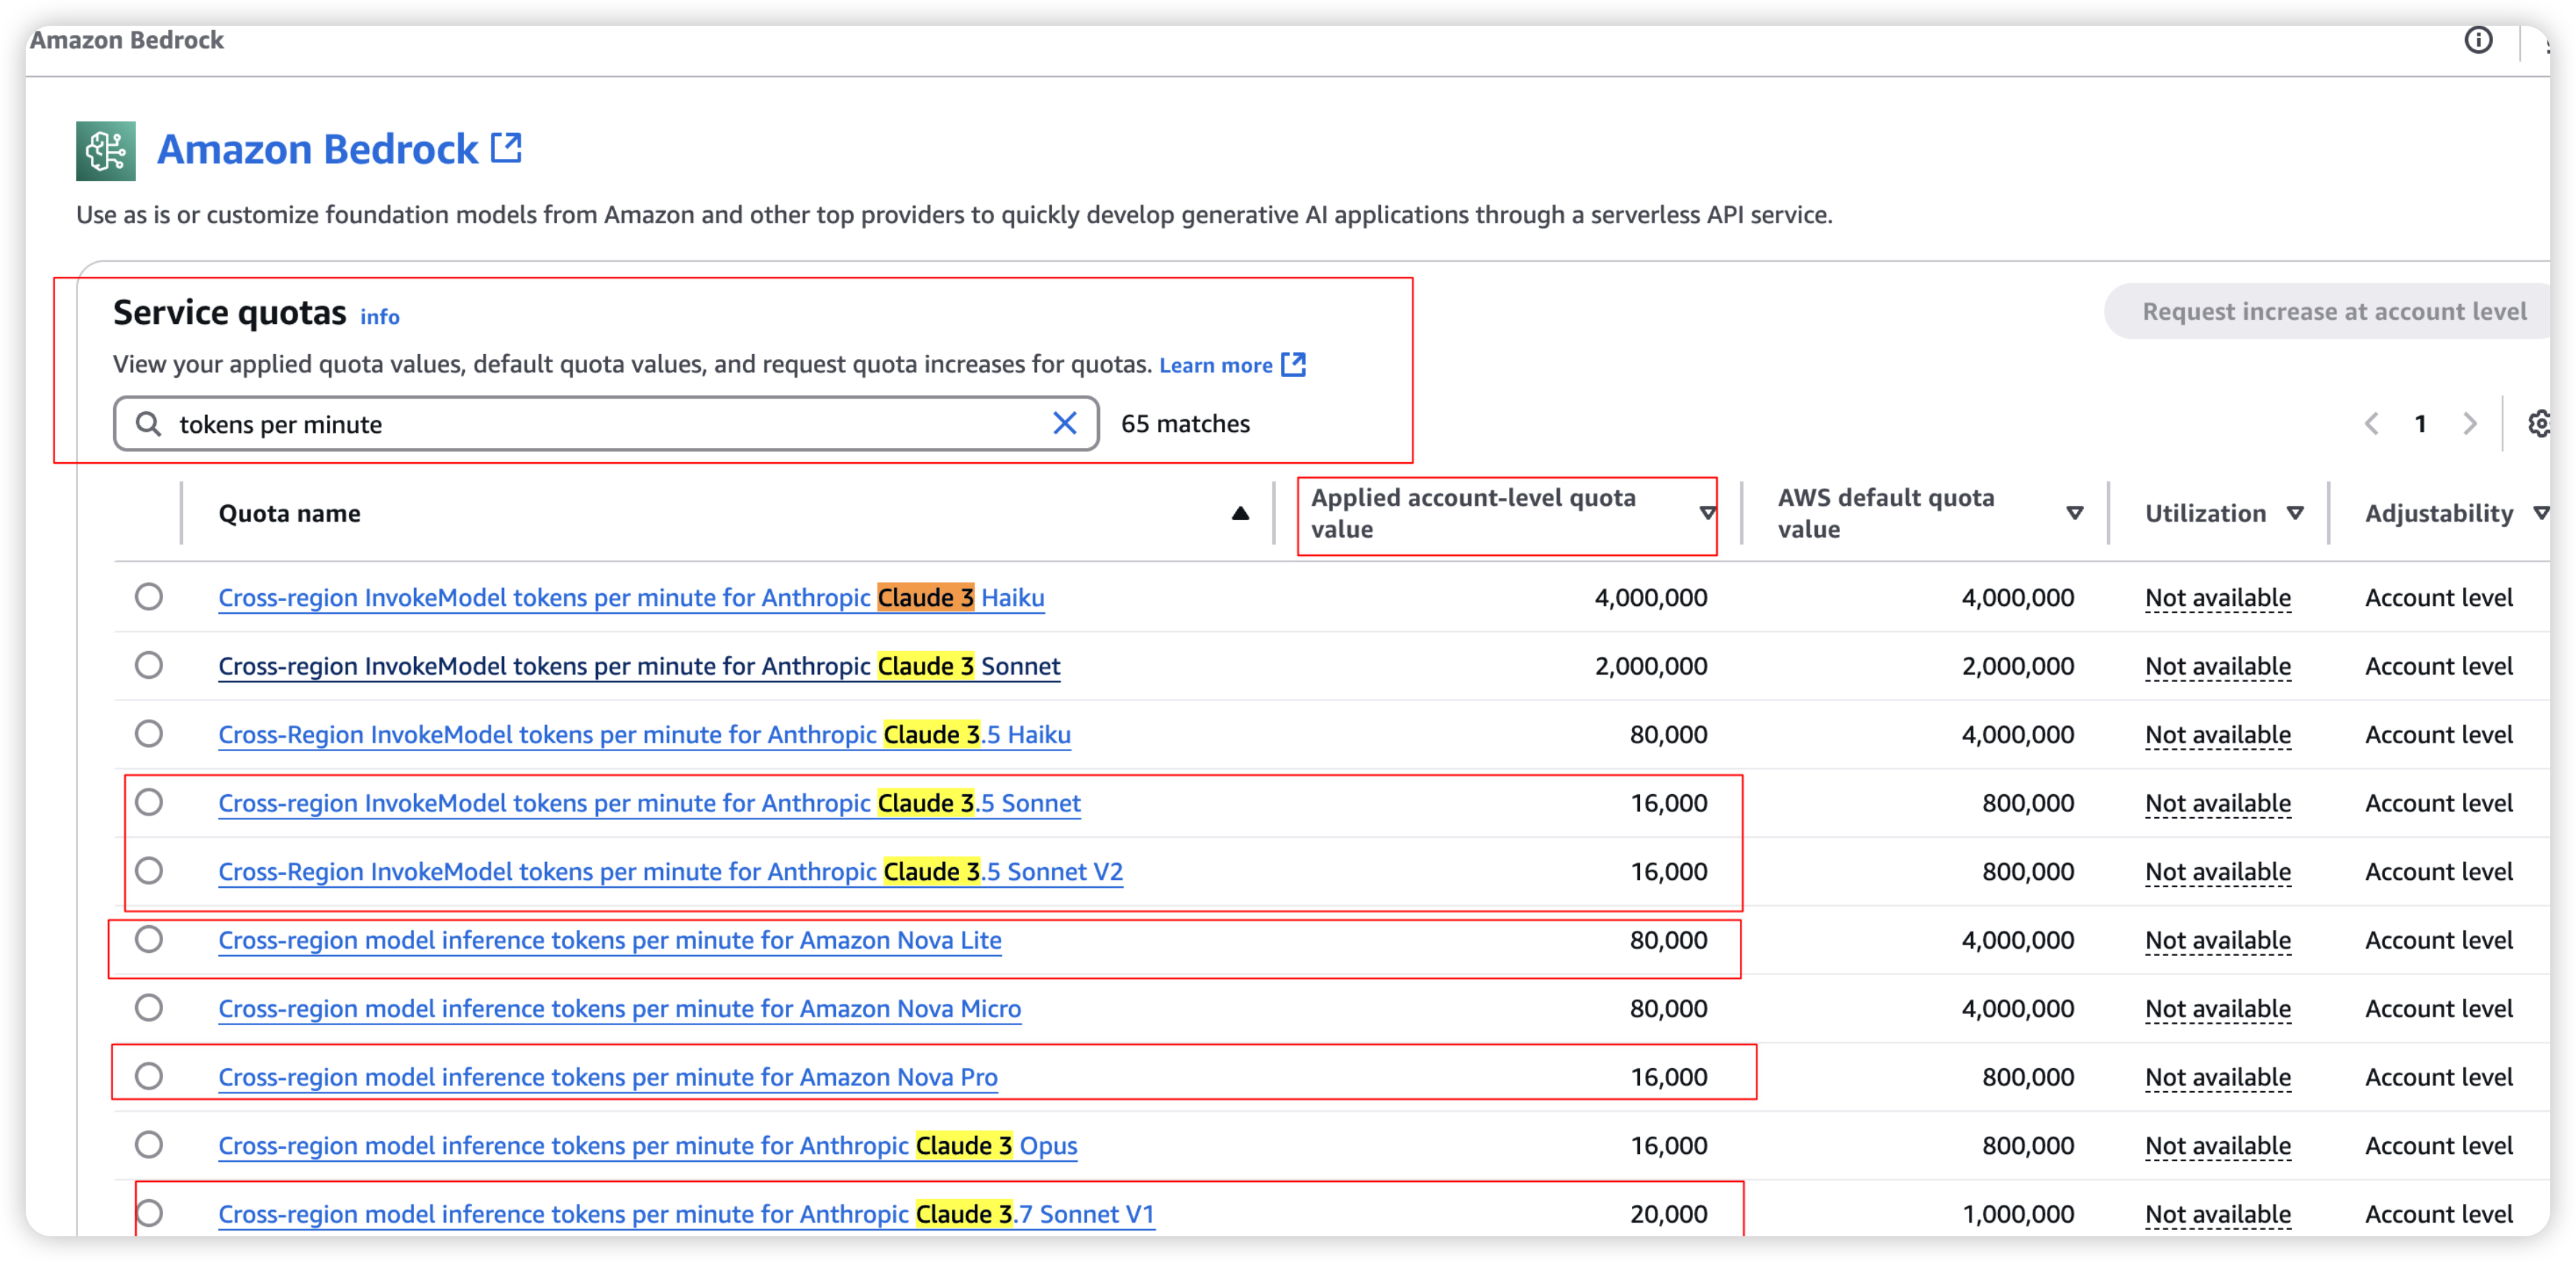 Amazon Bedrock
Amazon Bedrock
Use as is or customize foundation models from Amazon and other top providers to quickly develop generative AI applications through a serverless API service.
Service quotas info
Request increase at account level
View your applied quota values, default quota values, and request quota increases for quotas. Learn more
tokens per minute
65 matches
1
Quota name
Applied account-level quota value
AWS default quota value
Utilization
Adjustability
Cross-region InvokeModel tokens per minute for Anthropic Claude 3 Haiku 4,000,000 4,000,000 Not available Account level
Cross-region InvokeModel tokens per minute for Anthropic Claude 3 Sonnet 2,000,000 2,000,000 Not available Account level
Cross-Region InvokeModel tokens per minute for Anthropic Claude 3.5 Haiku 80,000 4,000,000 Not available Account level
Cross-region InvokeModel tokens per minute for Anthropic Claude 3.5 Sonnet 16,000 800,000 Not available Account level
Cross-Region InvokeModel tokens per minute for Anthropic Claude 3.5 Sonnet V2 16,000 800,000 Not available Account level
Cross-region model inference tokens per minute for Amazon Nova Lite 80,000 4,000,000 Not available Account level
Cross-region model inference tokens per minute for Amazon Nova Micro 80,000 4,000,000 Not available Account level
Cross-region model inference tokens per minute for Amazon Nova Pro 16,000 800,000 Not available Account level
Cross-region model inference tokens per minute for Anthropic Claude 3 Opus 16,000 800,000 Not available Account level
Cross-region model inference tokens per minute for Anthropic Claude 3.7 Sonnet V1 20,000 1,000,000 Not available Account level